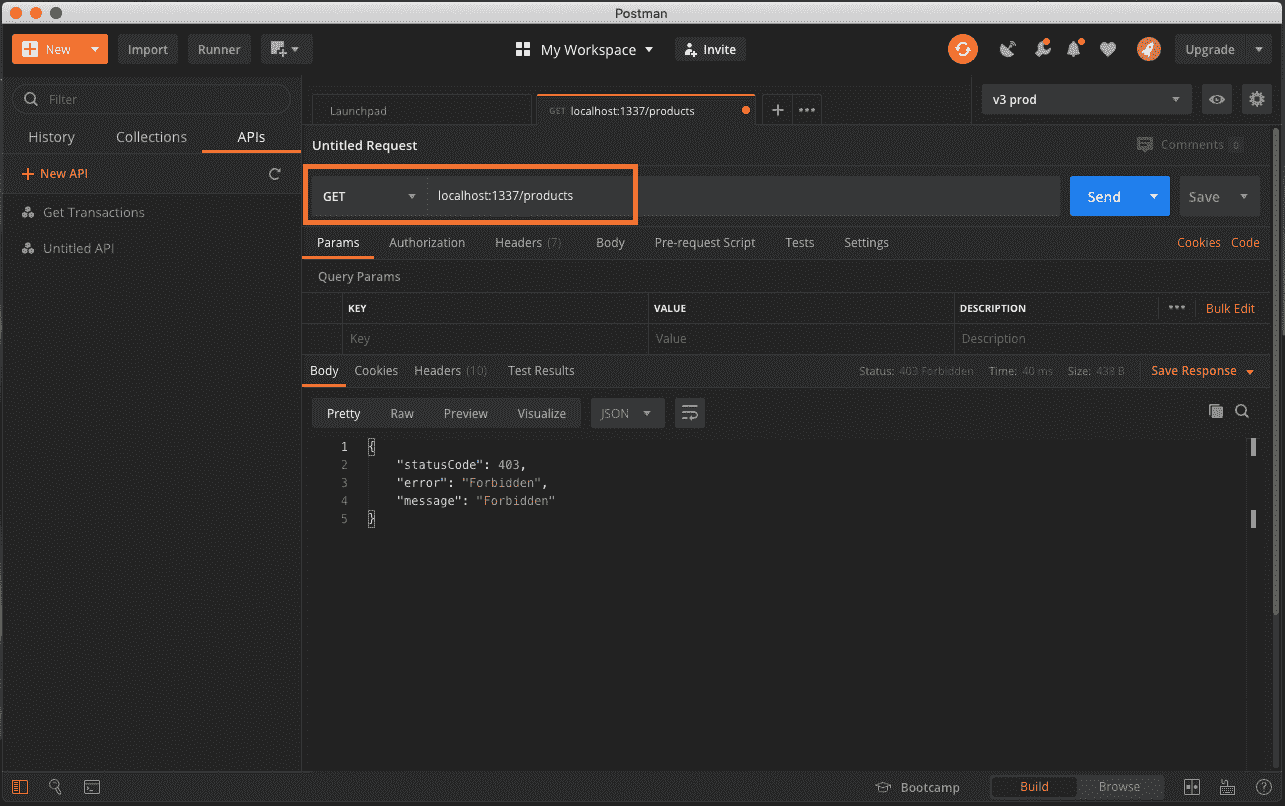 Postman
New
Import
Runner
My Workspace
Invite
Upgrade
Filter
History
Collections
APIs
New API
Get Transactions
Untitled API
Launchpad
GET localhost:1337/products
v3 prod
Untitled Request
Comments 0
GET
localhost:1337/products
Send
Save
Params
Authorization
Headers (7)
Body
Pre-request Script
Tests
Settings
Cookies
Code
Query Params
KEY
VALUE
DESCRIPTION
Bulk Edit
Key
Value
Description
Body
Cookies
Headers (10)
Test Results
Status: 403 Forbidden
Time: 40 ms
Size: 438 B
Save Response
Pretty
Raw
Preview
Visualize
JSON
1 {
2 "statusCode": 403,
3 "error": "Forbidden",
4 "message": "Forbidden"
5 }
Bootcamp
Build
Browse